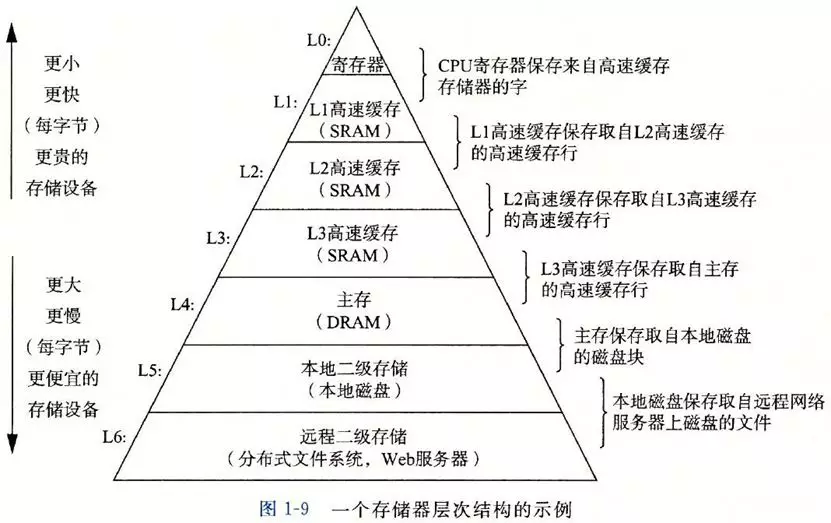 更小
更快
（每字节）
更贵的
存储设备
更大
更慢
（每字节）
更便宜的
存储设备
L0:
寄存器
CPU寄存器保存来自高速缓存
存储器的字
L1:
L1高速缓存
（SRAM）
L1高速缓存保存取自L2高速缓存
的高速缓存行
L2:
L2高速缓存
（SRAM）
L2高速缓存保存取自L3高速缓存
的高速缓存行
L3:
L3高速缓存
（SRAM）
L3高速缓存保存取自主存
的高速缓存行
L4:
主存
（DRAM）
主存保存取自本地磁盘
的磁盘块
L5:
本地二级存储
（本地磁盘）
本地磁盘保存取自远程网络
服务器上磁盘的文件
L6:
远程二级存储
（分布式文件系统，Web服务器）
图 1-9 一个存储器层次结构的示例